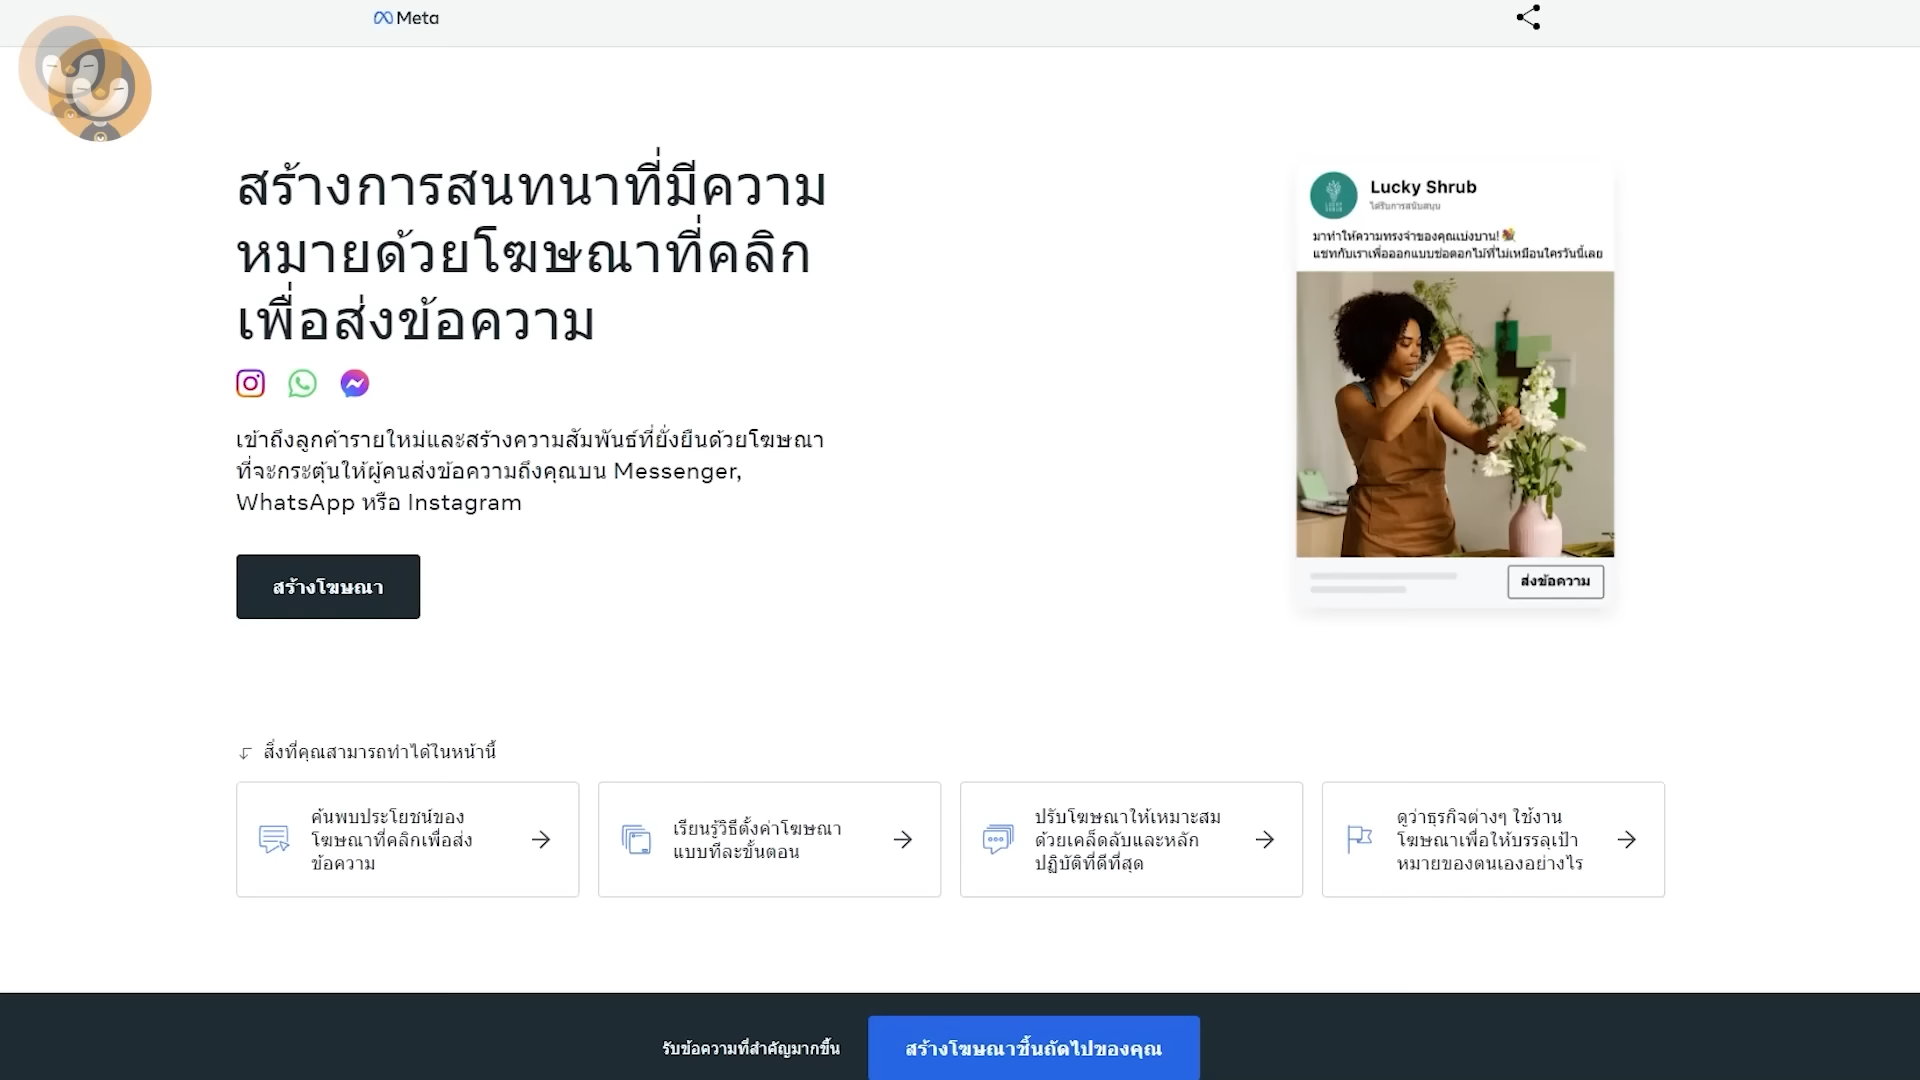 Meta
สร้างการสนทนาที่มีความ
หมายด้วยโฆษณาที่คลิก
เพื่อส่งข้อความ
เข้าถึงลูกค้ารายใหม่และสร้างความสัมพันธ์ที่ยั่งยืนด้วยโฆษณา
ที่จะกระตุ้นให้ผู้คนส่งข้อความถึงคุณบน Messenger,
WhatsApp หรือ Instagram
สร้างโฆษณา
Lucky Shrub
ได้รับการสนับสนุน
มาทำให้ความทรงจำของคุณเบ่งบาน!
แชทกับเราเพื่อออกแบบช่อดอกไม้ที่ไม่เหมือนใครวันนี้เลย
ส่งข้อความ
สิ่งที่คุณสามารถทำได้ในหน้านี้
ค้นพบประโยชน์ของ
โฆษณาที่คลิกเพื่อส่ง
ข้อความ
เรียนรู้วิธีตั้งค่าโฆษณา
แบบทีละขั้นตอน
ปรับโฆษณาให้เหมาะสม
ด้วยเคล็ดลับและหลัก
ปฏิบัติที่ดีที่สุด
ดูว่าธุรกิจต่างๆ ใช้งาน
โฆษณาเพื่อให้บรรลุเป้า
หมายของตนเองอย่างไร
รับข้อความที่สำคัญมากขึ้น
สร้างโฆษณาชิ้นถัดไปของคุณ